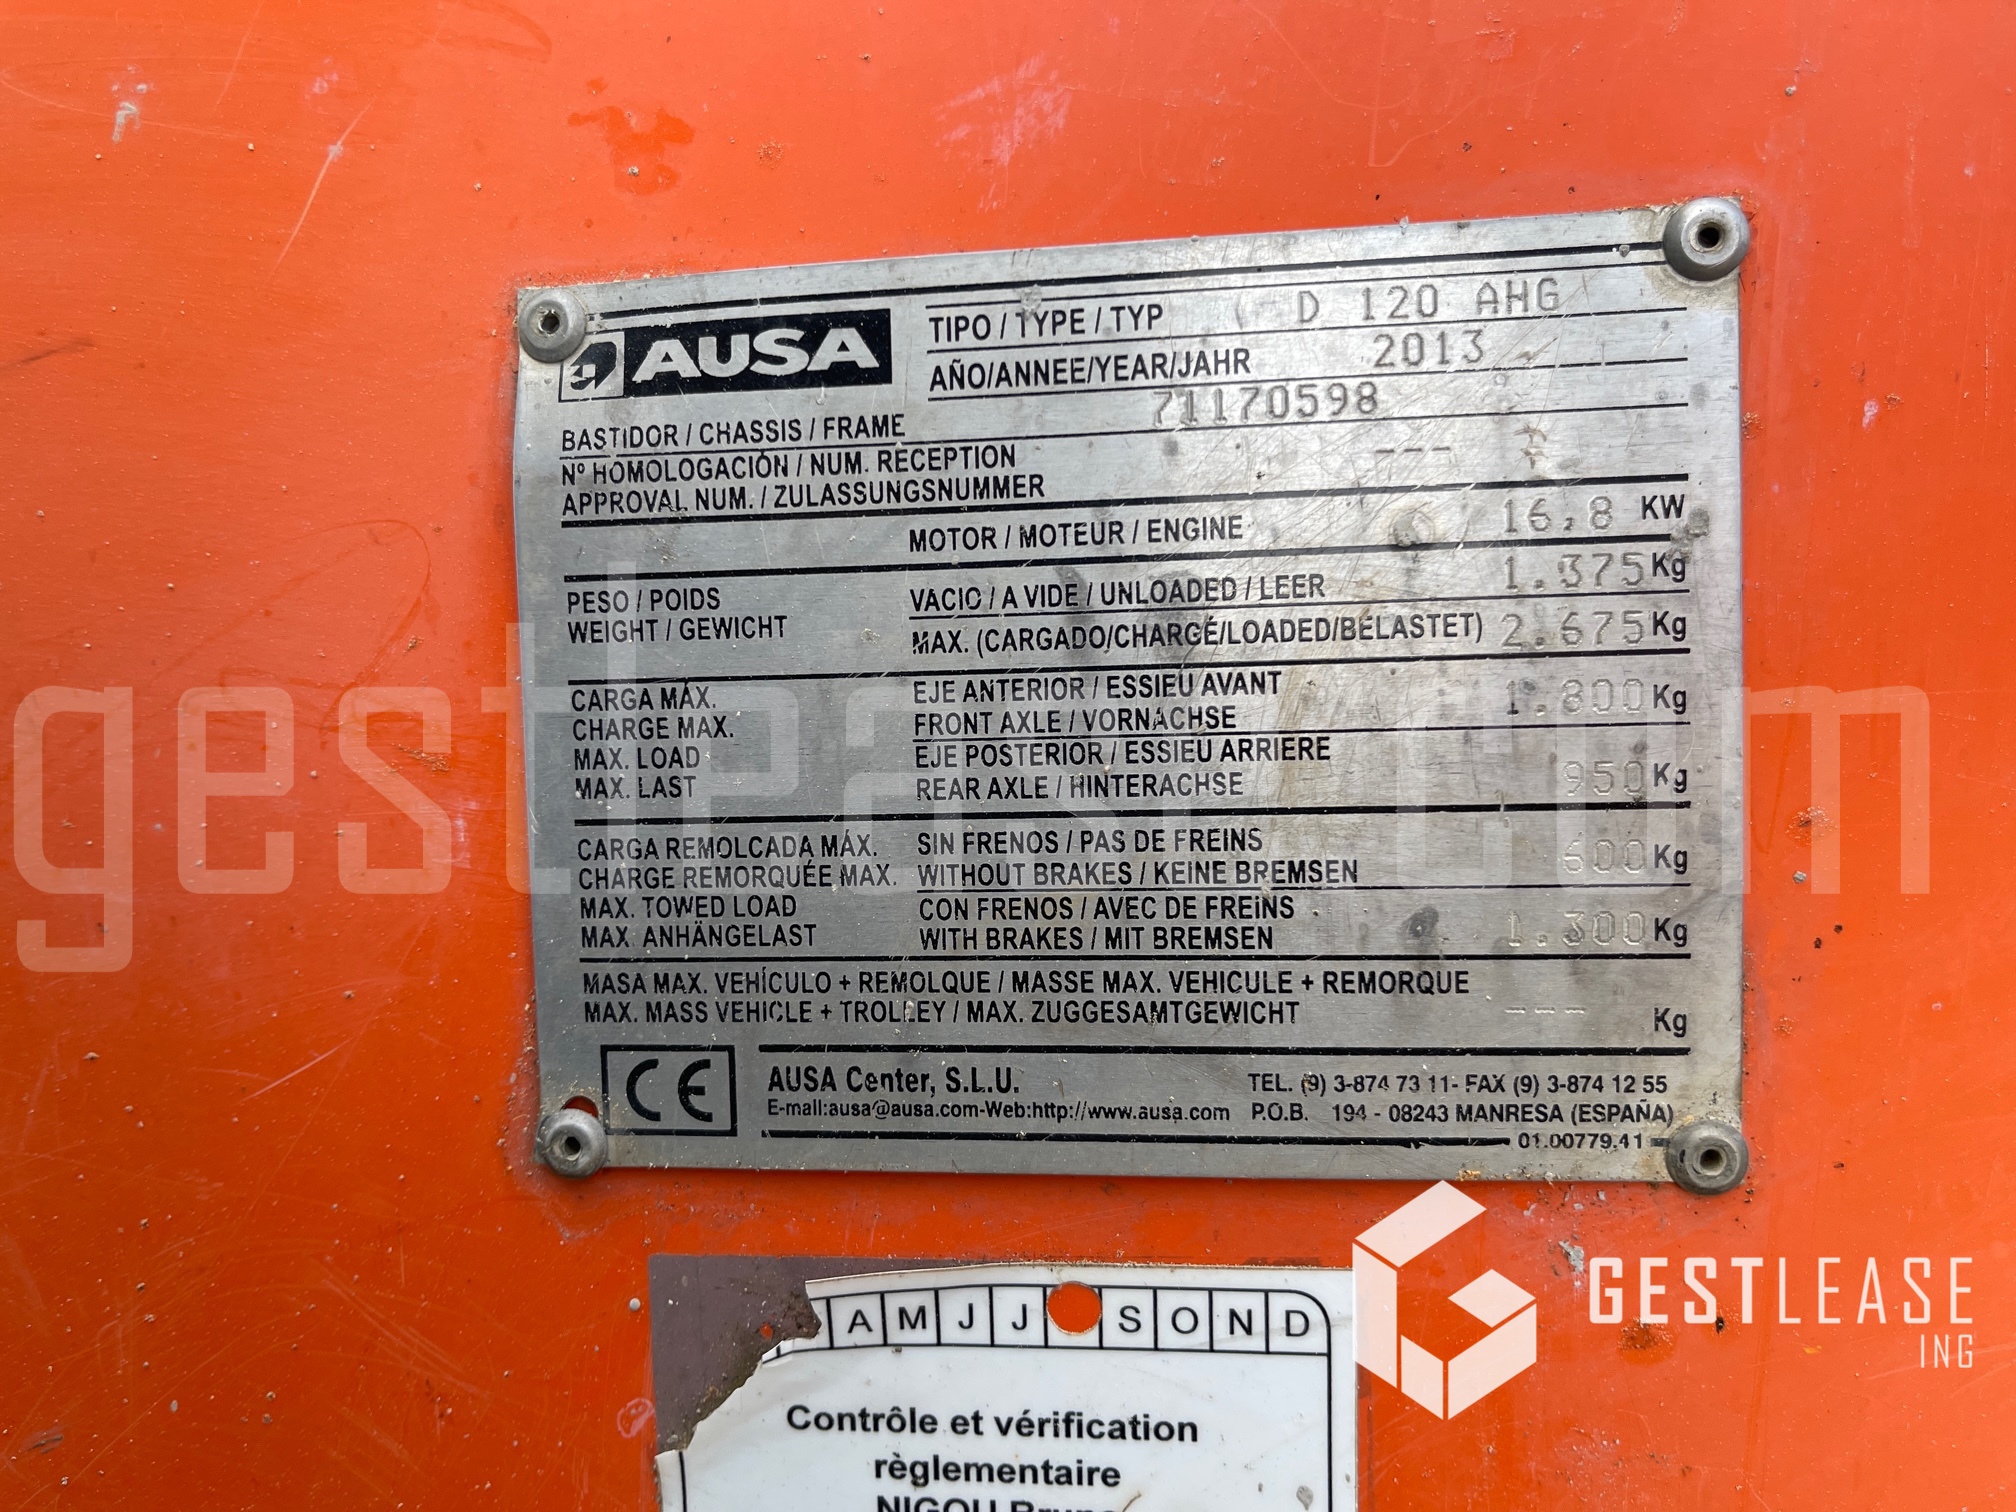 AUSA
TIPO / TYPE / TYP D 120 AHG
AÑO/ANNEE/YEAR/JAHR 2013
BASTIDOR / CHASSIS / FRAME 71170598
Nº HOMOLOGACIÓN / NUM. RECEPTION ---
APPROVAL NUM. / ZULASSUNGSNUMMER
MOTOR / MOTEUR / ENGINE 16,8 KW
PESO / POIDS VACIO / A VIDE / UNLOADED / LEER 1.375 Kg
WEIGHT / GEWICHT MAX. (CARGADO/CHARGÉ/LOADED/BELASTET) 2.675 Kg
CARGA MÁX. EJE ANTERIOR / ESSIEU AVANT 1.800 Kg
CHARGE MAX. FRONT AXLE / VORNACHSE
MAX. LOAD EJE POSTERIOR / ESSIEU ARRIERE
MAX. LAST REAR AXLE / HINTERACHSE 950 Kg
CARGA REMOLCADA MÁX. SIN FRENOS / PAS DE FREINS 600 Kg
CHARGE REMORQUÉE MAX. WITHOUT BRAKES / KEINE BREMSEN
MAX. TOWED LOAD CON FRENOS / AVEC DE FREINS 1.300 Kg
MAX. ANHÄNGELAST WITH BRAKES / MIT BREMSEN
MASA MAX. VEHÍCULO + REMOLQUE / MASSE MAX. VEHICULE + REMORQUE
MAX. MASS VEHICLE + TROLLEY / MAX. ZUGGESAMTGEWICHT --- Kg
CE
AUSA Center, S.L.U. TEL. (9) 3-874 73 11- FAX (9) 3-874 12 55
E-mail:ausa@ausa.com-Web:http://www.ausa.com P.O.B. 194 - 08243 MANRESA (ESPAÑA)
01.00779.41
A M J J S O N D
Contrôle et vérification
règlementaire
NIGOU
GESTLEASE
ING